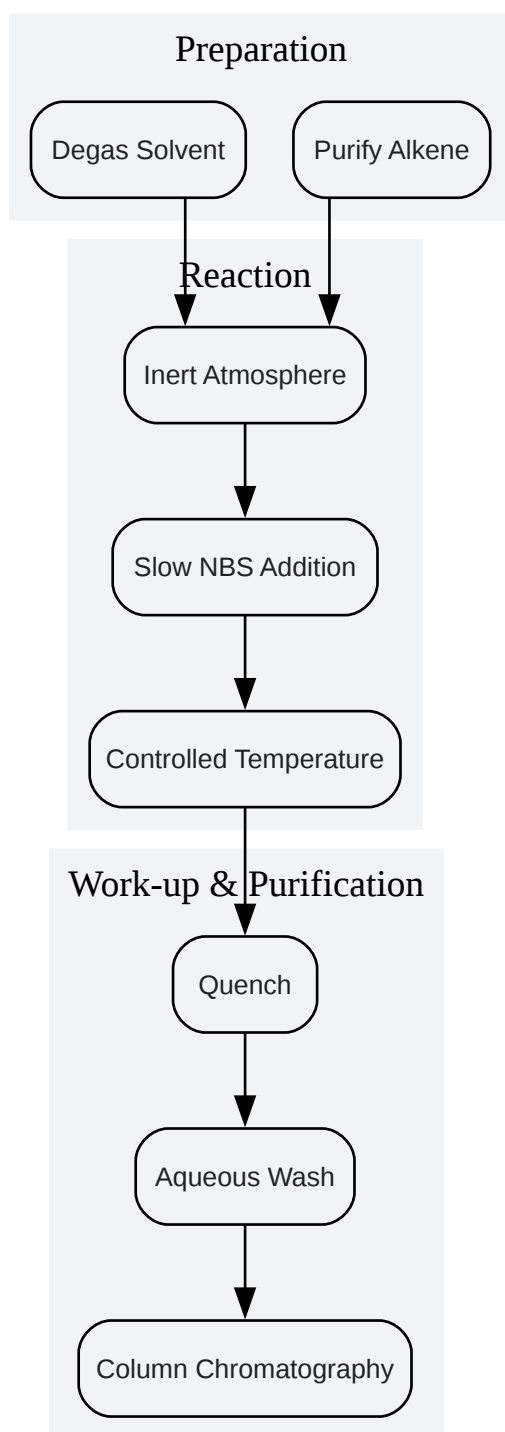 Preparation
Degas Solvent
Purify Alkene
Reaction
Inert Atmosphere
Slow NBS Addition
Controlled Temperature
Work-up & Purification
Quench
Aqueous Wash
Column Chromatography